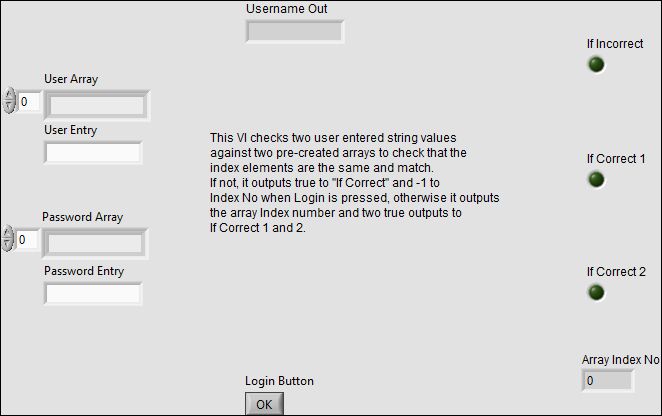 Username Out
If Incorrect
User Array
0
User Entry
This VI checks two user entered string values
against two pre-created arrays to check that the
index elements are the same and match.
If not, it outputs true to "If Correct" and -1 to
Index No when Login is pressed, otherwise it outputs
the array Index number and two true outputs to
If Correct 1 and 2.
If Correct 1
Password Array
0
Password Entry
If Correct 2
Array Index No
0
Login Button
OK